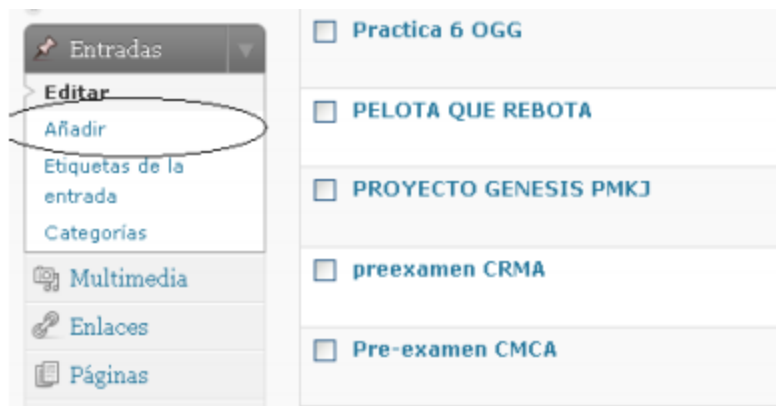 Entradas
Editar
Añadir
Etiquetas de la
entrada
Categorías
Multimedia
Enlaces
Páginas
Practica 6 OGG
PELOTA QUE REBOTA
PROYECTO GENESIS PMKJ
preexamen CRMA
Pre-examen CMCA